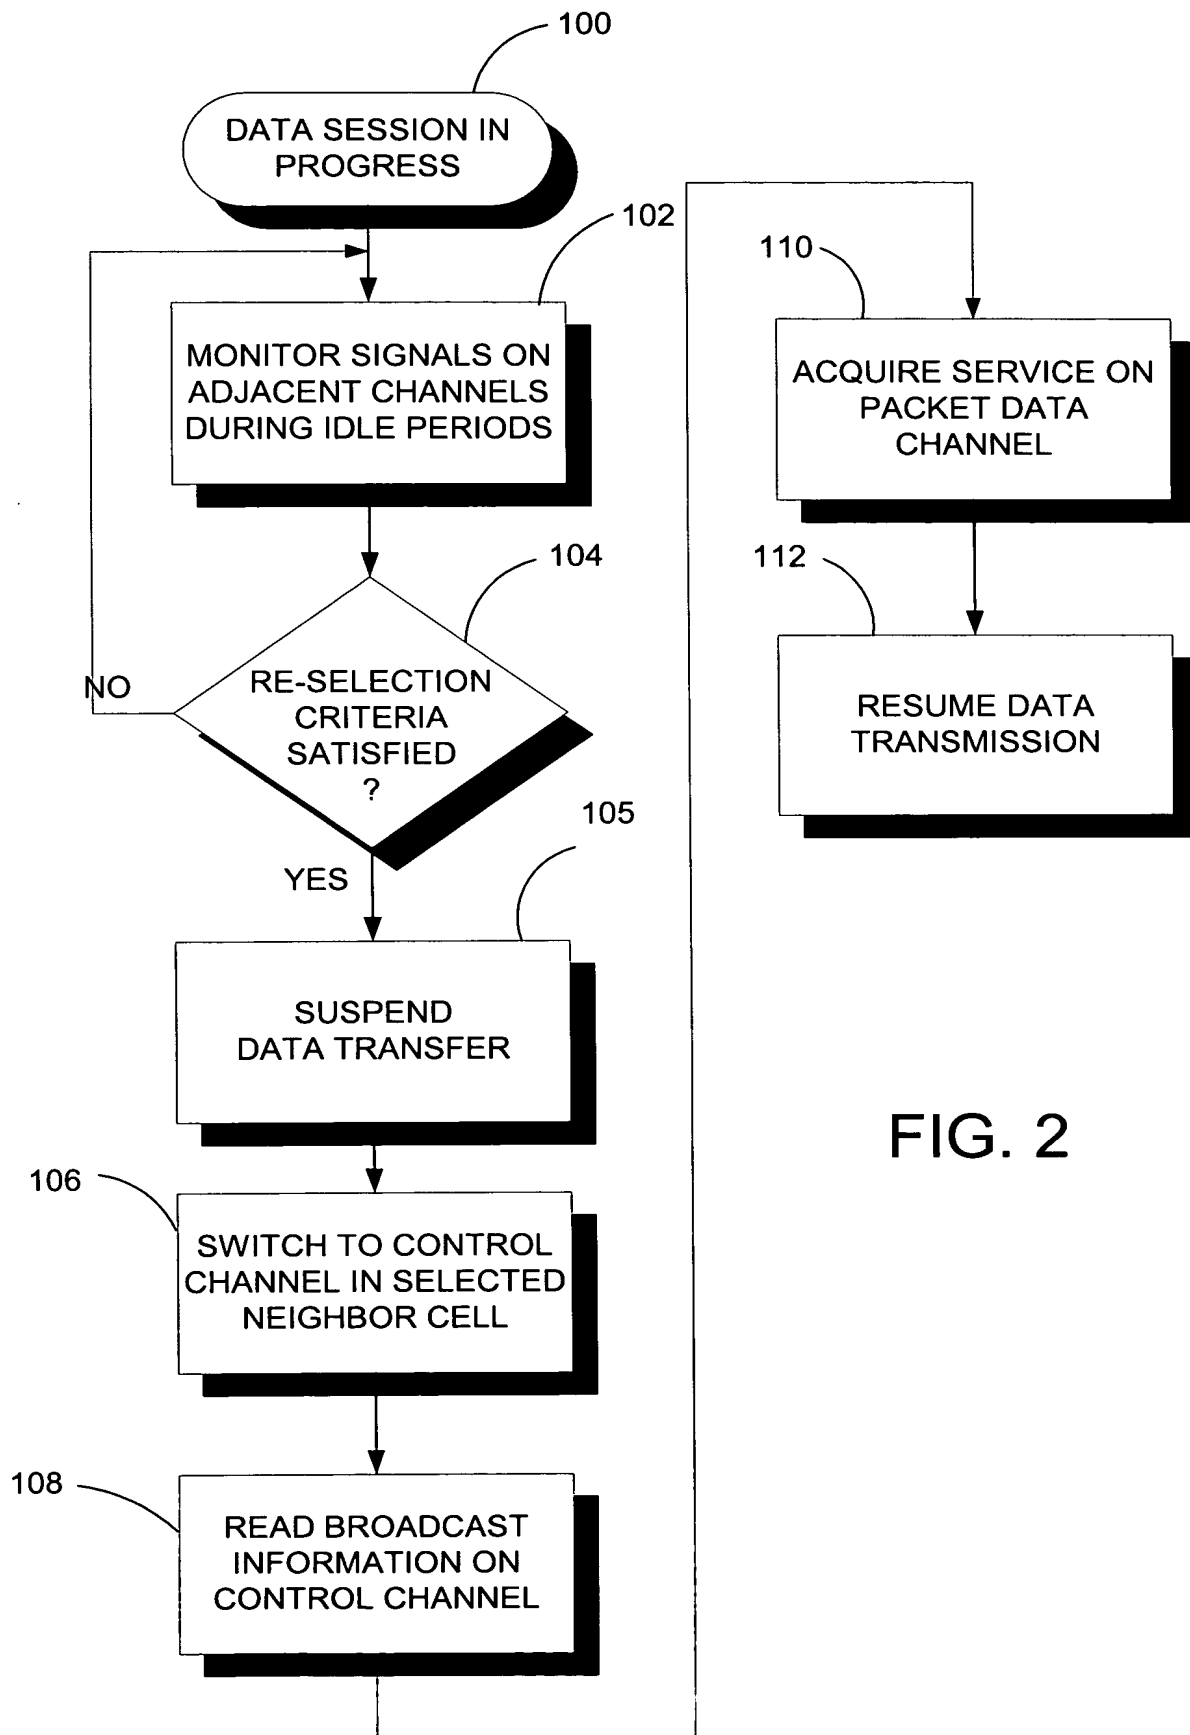 100
DATA SESSION IN
PROGRESS
102
MONITOR SIGNALS ON
ADJACENT CHANNELS
DURING IDLE PERIODS
104
RE-SELECTION
CRITERIA
SATISFIED
?
NO
YES
105
SUSPEND
DATA TRANSFER
106
SWITCH TO CONTROL
CHANNEL IN SELECTED
NEIGHBOR CELL
108
READ BROADCAST
INFORMATION ON
CONTROL CHANNEL
110
ACQUIRE SERVICE ON
PACKET DATA
CHANNEL
112
RESUME DATA
TRANSMISSION
FIG. 2